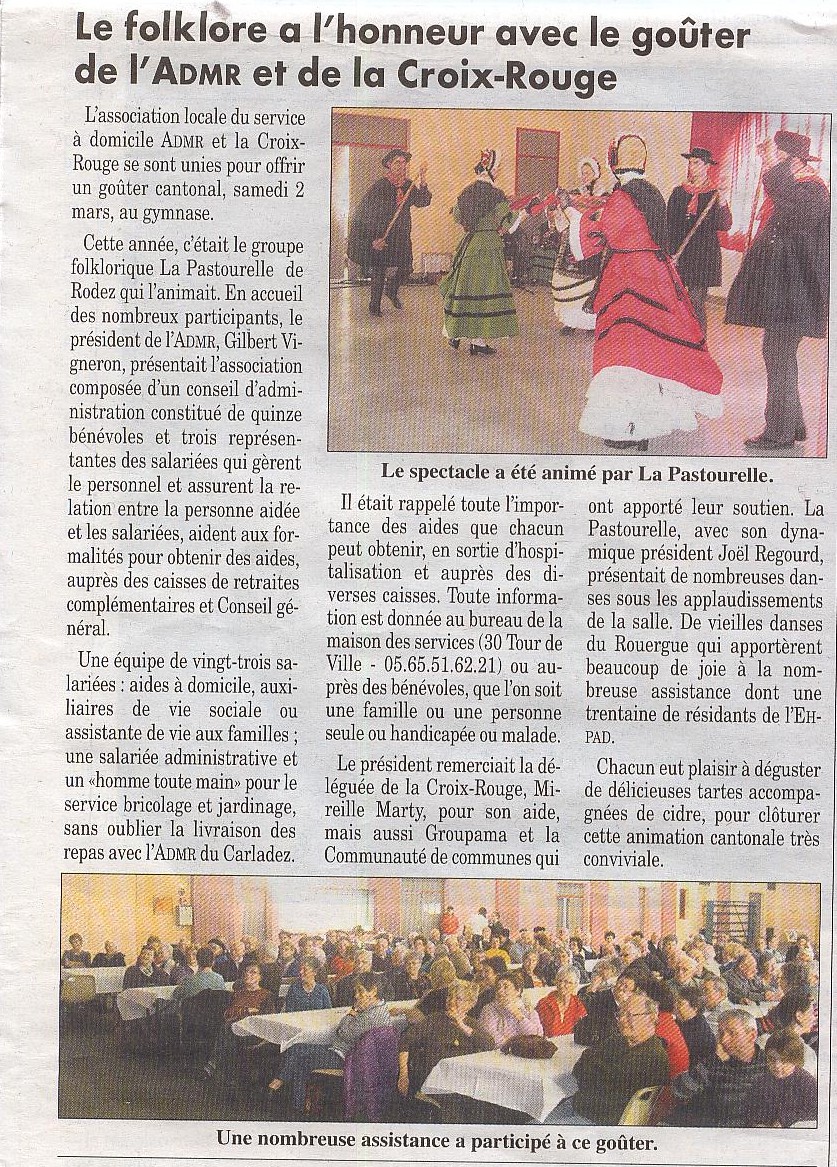 Le folklore a l'honneur avec le goûter
de l'ADMR et de la Croix-Rouge
L'association locale du service
à domicile ADMR et la Croix-
Rouge se sont unies pour offrir
un goûter cantonal, samedi 2
mars, au gymnase.
Cette année, c'était le groupe
folklorique La Pastourelle de
Rodez qui l'animait. En accueil
des nombreux participants, le
président de l'ADMR, Gilbert Vi-
gneron, présentait l'association
composée d'un conseil d'admi-
nistration constitué de quinze
bénévoles et trois représen-
tantes des salariées qui gèrent
le personnel et assurent la re-
lation entre la personne aidée
et les salariées, aident aux for-
malités pour obtenir des aides,
auprès des caisses de retraites
complémentaires et Conseil gé-
néral.
Une équipe de vingt-trois sa-
lariées : aides à domicile, auxi-
liaires de vie sociale ou
assistante de vie aux familles ;
une salariée administrative et
un «homme toute main» pour le
service bricolage et jardinage,
sans oublier la livraison des
repas avec l'ADMR du Carladez.
Le spectacle a été animé par La Pastourelle.
Il était rappelé toute l'impor-
tance des aides que chacun
peut obtenir, en sortie d'hospi-
talisation et auprès des di-
verses caisses. Toute informa-
tion est donnée au bureau de la
maison des services (30 Tour de
Ville - 05.65.51.62.21) ou au-
près des bénévoles, que l'on soit
une famille ou une personne
seule ou handicapée ou malade.
Le président remerciait la dé-
léguée de la Croix-Rouge, Mi-
reille Marty, pour son aide,
mais aussi Groupama et la
Communauté de communes qui
ont apporté leur soutien. La
Pastourelle, avec son dyna-
mique président Joël Regourd,
présentait de nombreuses dan-
ses sous les applaudissements
de la salle. De vieilles danses
du Rouergue qui apportèrent
beaucoup de joie à la nom-
breuse assistance dont une
trentaine de résidants de l'EH-
PAD.
Chacun eut plaisir à déguster
de délicieuses tartes accompa-
gnées de cidre, pour clôturer
cette animation cantonale très
conviviale.
Une nombreuse assistance a participé à ce goûter.